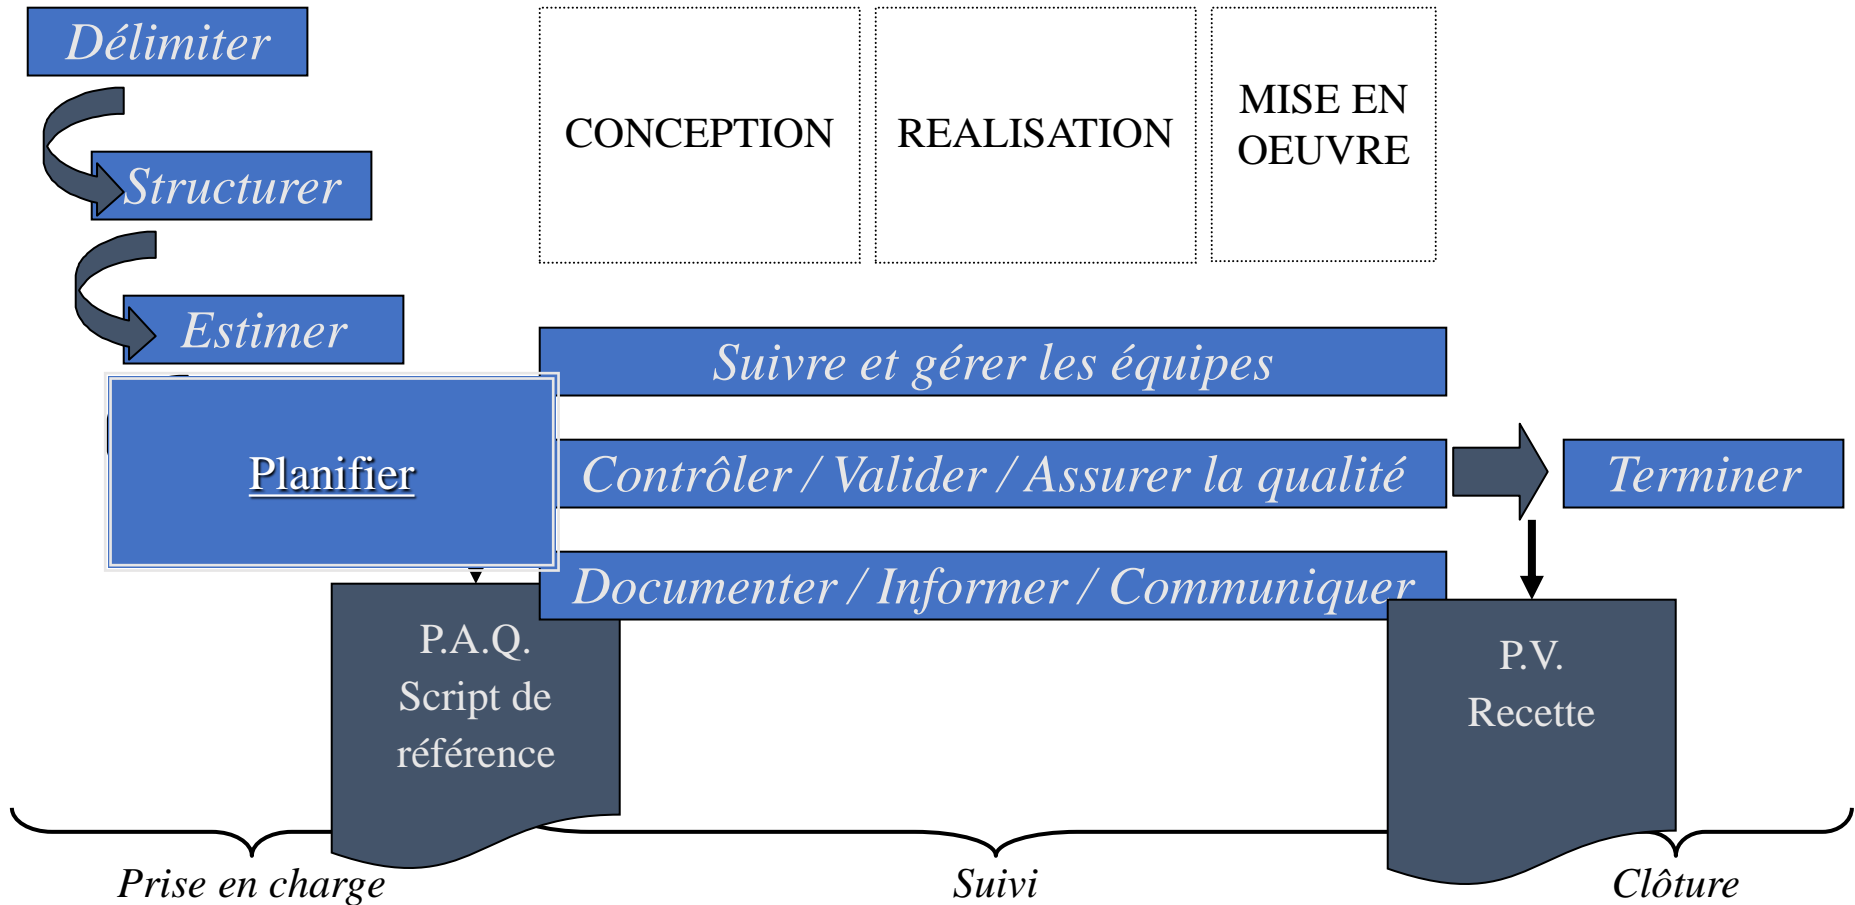 Délimiter
CONCEPTION
REALISATION
MISE EN
OEUVRE
Structurer
Estimer
Suivre et gérer les équipes
Planifier
Contrôler / Valider / Assurer la qualité
Terminer
Documenter / Informer / Communiquer
P.A.Q.
Script de
référence
P.V.
Recette
Prise en charge
Suivi
Clôture